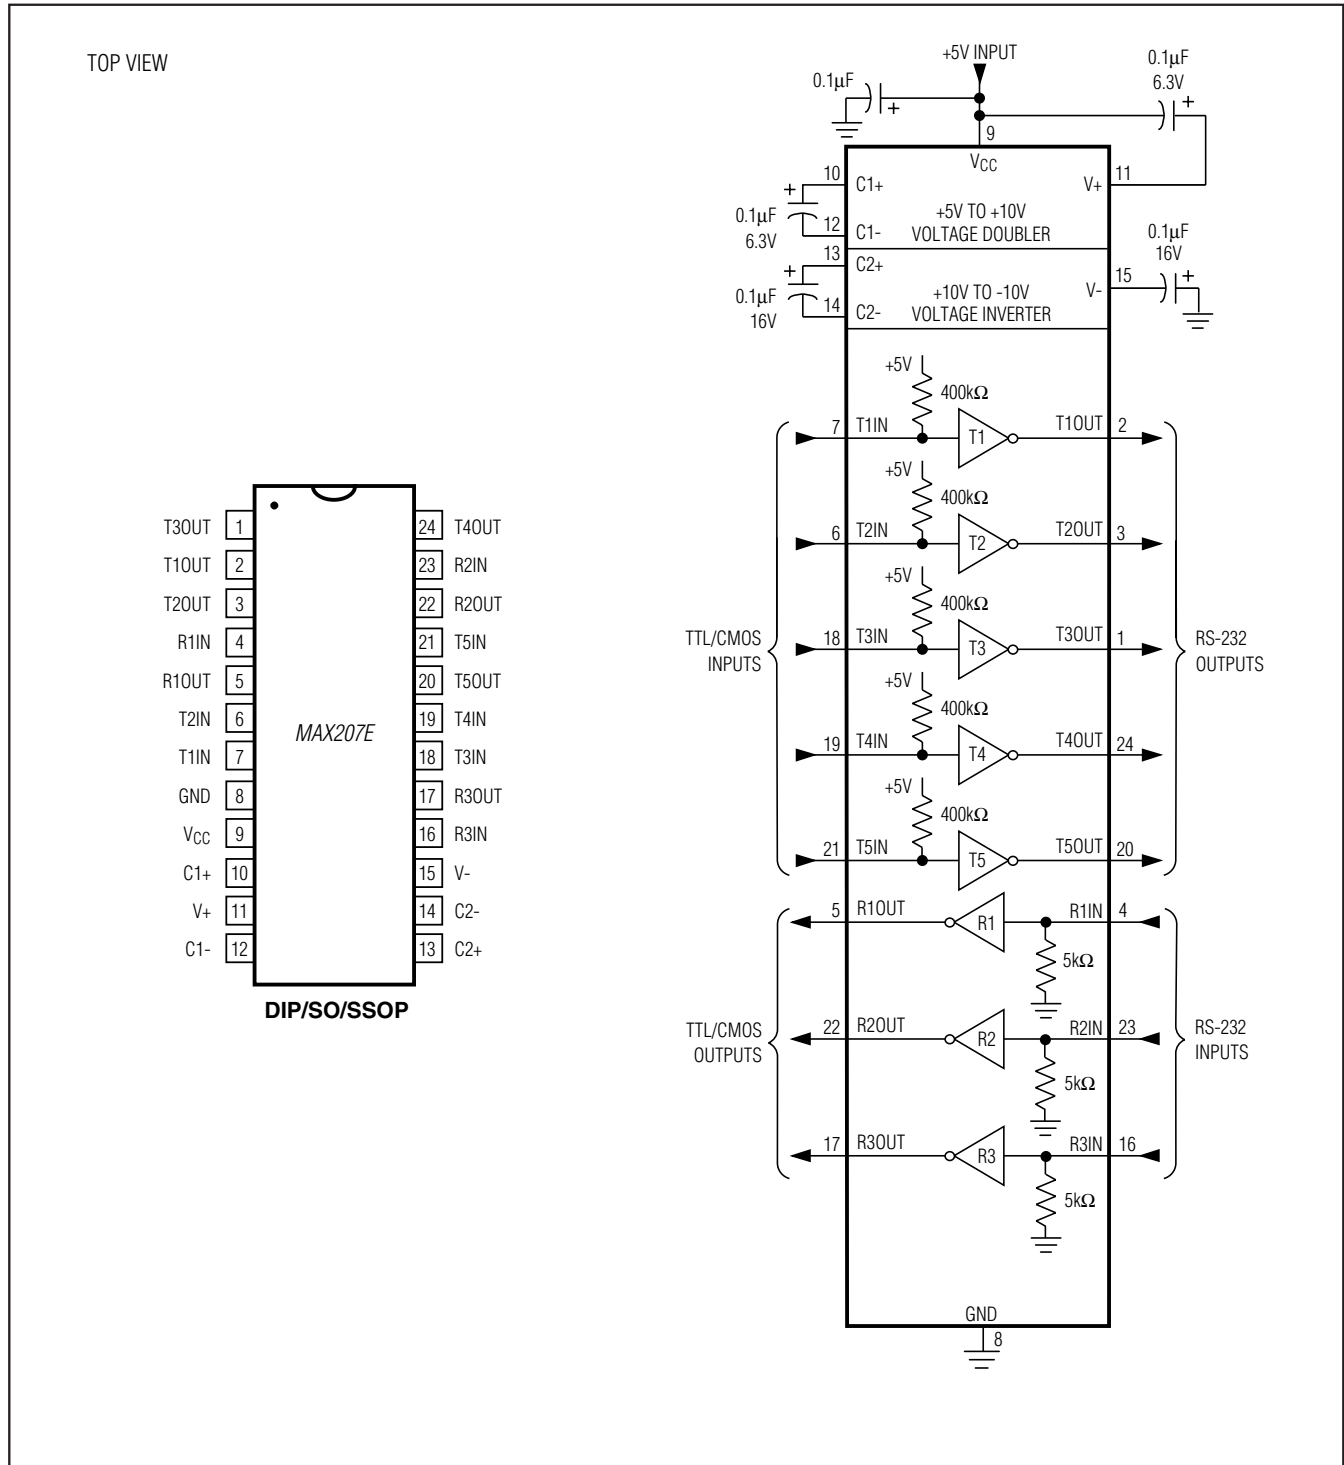 TOP VIEW
T3OUT 1
T1OUT 2
T2OUT 3
R1IN 4
R1OUT 5
T2IN 6
T1IN 7
GND 8
VCC 9
C1+ 10
V+ 11
C1- 12
24 T4OUT
23 R2IN
22 R2OUT
21 T5IN
20 T5OUT
19 T4IN
18 T3IN
17 R3OUT
16 R3IN
15 V-
14 C2-
13 C2+
MAX207E
DIP/SO/SSOP
+5V INPUT
0.1μF
+
0.1μF
6.3V
+
9
VCC
10 C1+
V+ 11
+
0.1μF
6.3V
12 C1-
+5V TO +10V
VOLTAGE DOUBLER
13 C2+
+
0.1μF
16V
14 C2-
+10V TO -10V
VOLTAGE INVERTER
V- 15
0.1μF
16V
+
+5V
400kΩ
7 T1IN T1 T1OUT 2
+5V
400kΩ
6 T2IN T2 T2OUT 3
+5V
400kΩ
18 T3IN T3 T3OUT 1
+5V
400kΩ
19 T4IN T4 T4OUT 24
+5V
400kΩ
21 T5IN T5 T5OUT 20
TTL/CMOS
INPUTS
RS-232
OUTPUTS
5 R1OUT R1 R1IN 4
5kΩ
22 R2OUT R2 R2IN 23
5kΩ
17 R3OUT R3 R3IN 16
5kΩ
TTL/CMOS
OUTPUTS
RS-232
INPUTS
GND
8